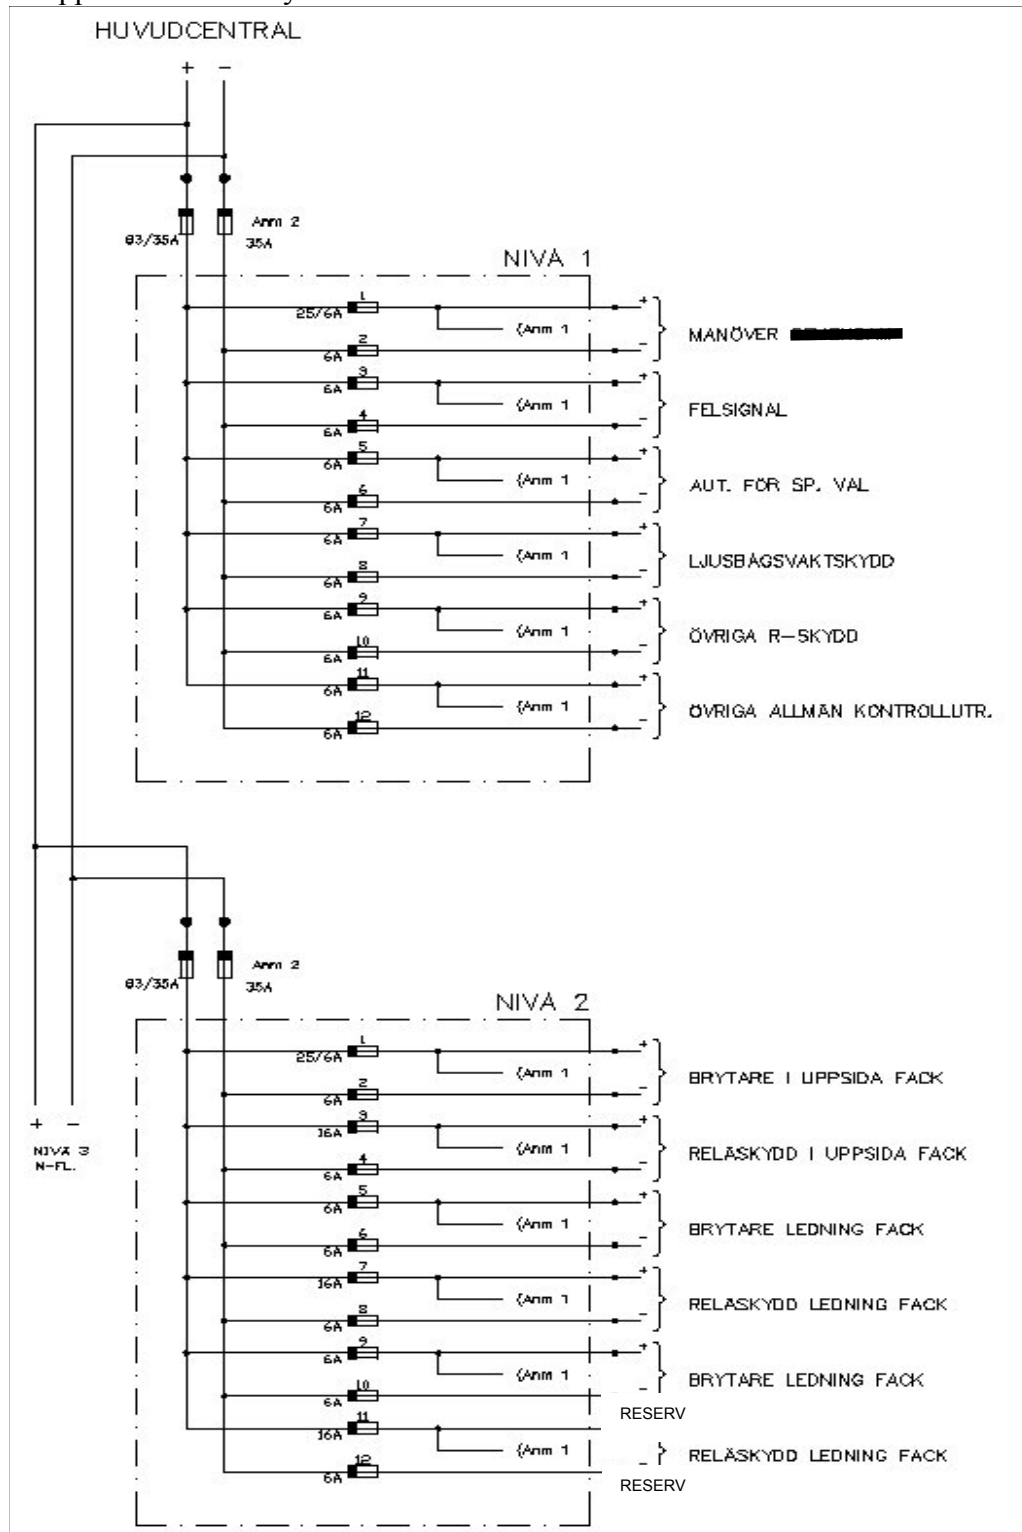 HUVUDCENTRAL
+ −
Anm 2
63/35A 35A
NIVÅ 1
1
25/6A
+
{Anm 1
MANÖVER
2
6A
−
3
6A
+
{Anm 1
FELSIGNAL
4
6A
−
5
6A
+
{Anm 1
AUT. FÖR SP. VAL
6
6A
−
7
6A
+
{Anm 1
LJUSBÅGSVAKTSKYDD
8
6A
−
9
6A
+
{Anm 1
ÖVRIGA R-SKYDD
10
6A
−
11
6A
+
{Anm 1
ÖVRIGA ALLMÄN KONTROLLUTR.
12
6A
−
Anm 2
63/35A 35A
NIVÅ 2
1
25/6A
+
{Anm 1
BRYTARE I UPPSIDA FACK
2
6A
−
+ −
NIVÅ 3
N-FL.
3
16A
+
{Anm 1
RELÄSKYDD I UPPSIDA FACK
4
6A
−
5
6A
+
{Anm 1
BRYTARE LEDNING FACK
6
6A
−
7
16A
+
{Anm 1
RELÄSKYDD LEDNING FACK
8
6A
−
9
6A
+
{Anm 1
BRYTARE LEDNING FACK
10
6A
−
RESERV
11
16A
{Anm 1
RELÄSKYDD LEDNING FACK
12
6A
−
RESERV